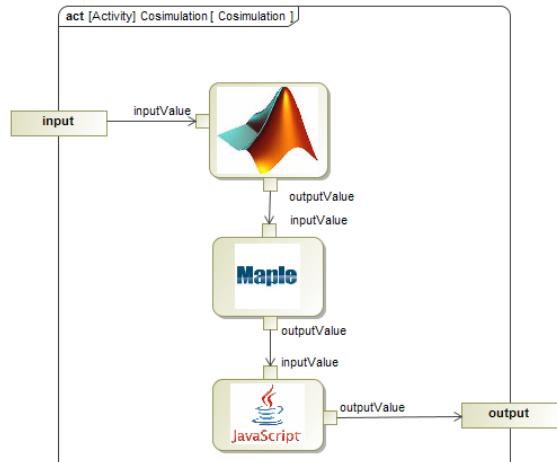 act [Activity] Cosimulation [ Cosimulation ]
input
inputValue
outputValue
inputValue
Maple
outputValue
inputValue
JavaScript
outputValue
output